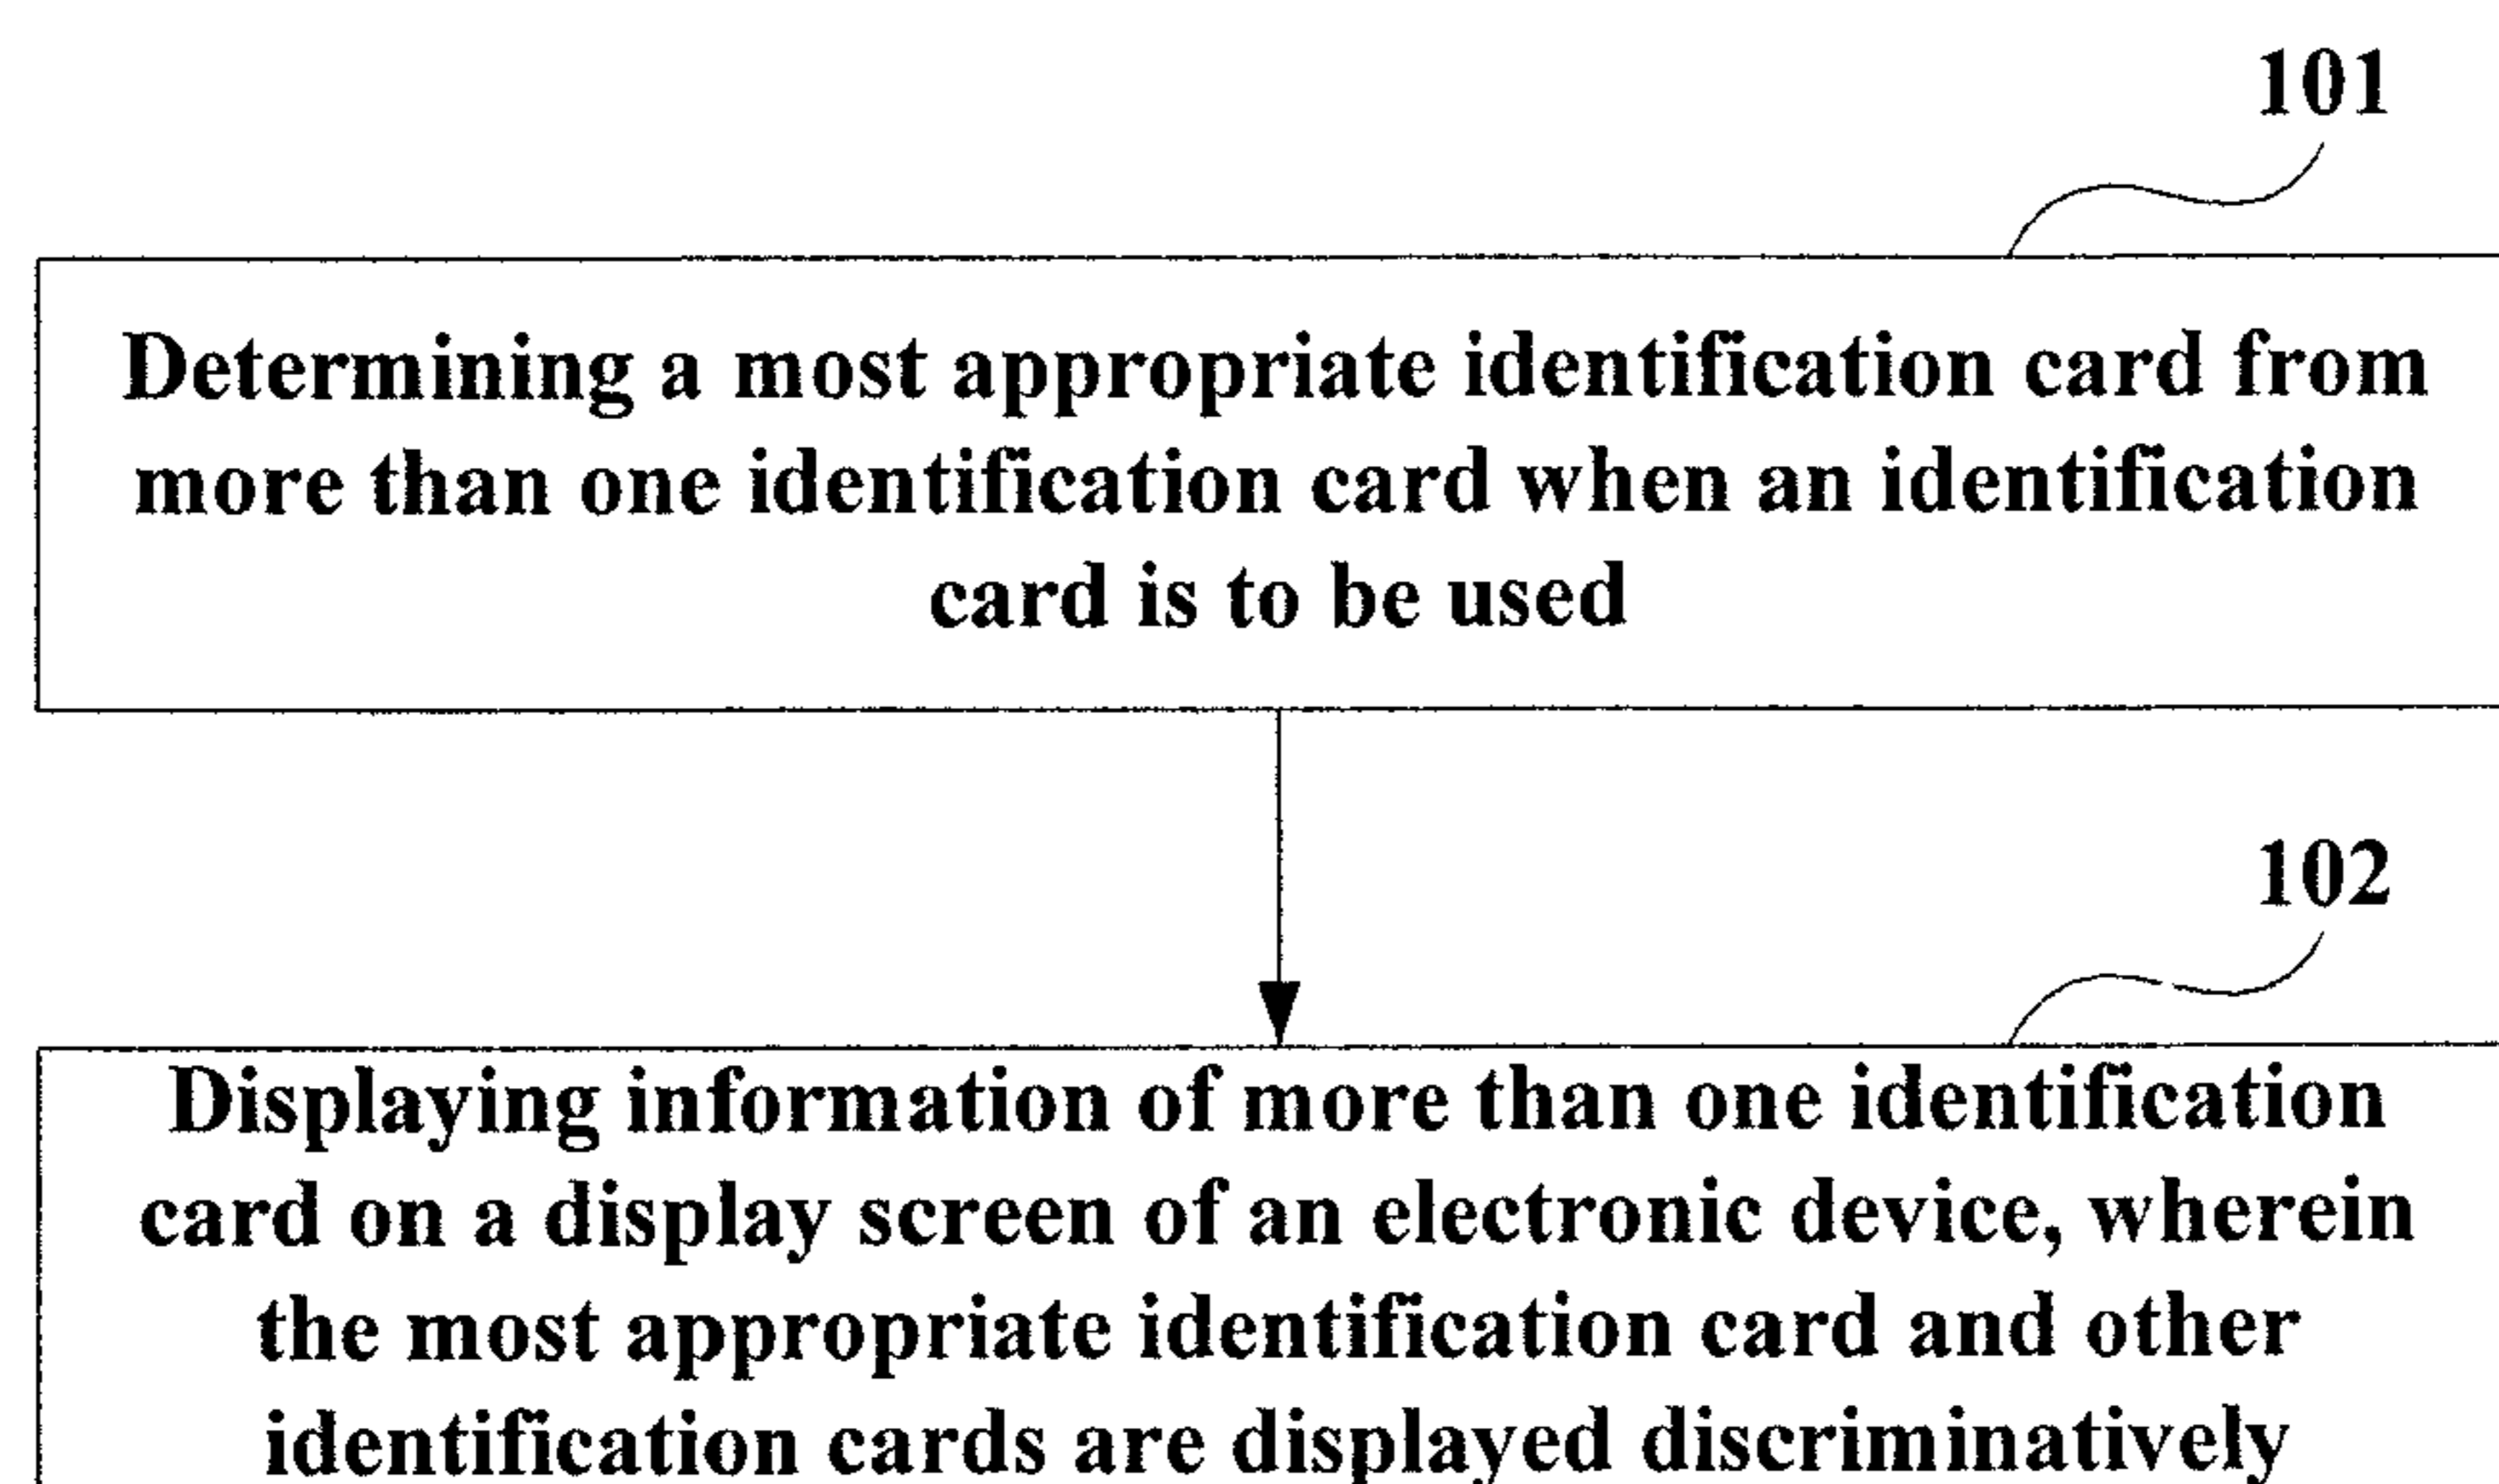 101
Determining a most appropriate identification card from
more than one identification card when an identification
card is to be used
102
Displaying information of more than one identification
card on a display screen of an electronic device, wherein
the most appropriate identification card and other
identification cards are displayed discriminatively